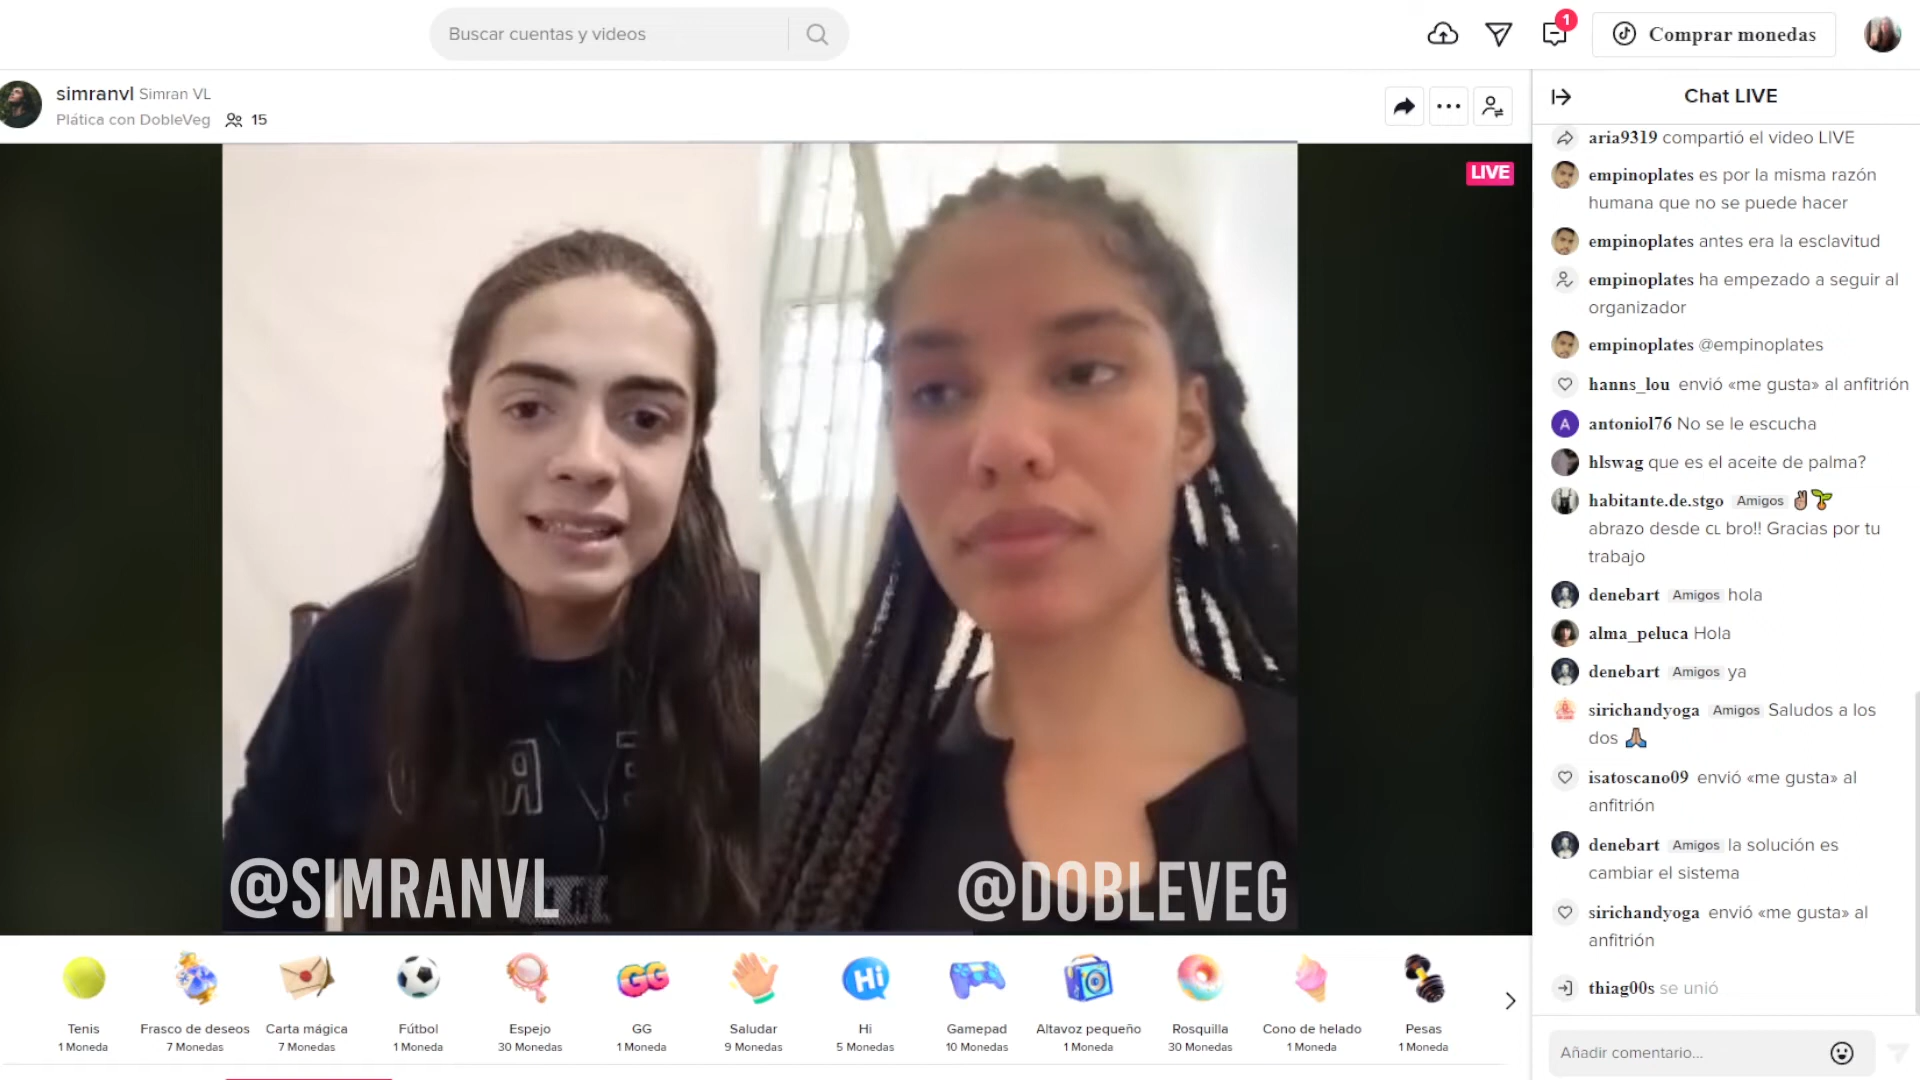 Buscar cuentas y videos
1
Comprar monedas
simranvl Simran VL
Plática con DobleVeg 15
LIVE
@SIMRANVL
@DOBLEVEG
Tenis
1 Moneda
Frasco de deseos
7 Monedas
Carta mágica
7 Monedas
Fútbol
1 Moneda
Espejo
30 Monedas
GG
GG
1 Moneda
Saludar
9 Monedas
Hi
Hi
5 Monedas
Gamepad
10 Monedas
Altavoz pequeño
1 Moneda
Rosquilla
30 Monedas
Cono de helado
1 Moneda
Pesas
1 Moneda
Chat LIVE
aria9319 compartió el video LIVE
empinoplates es por la misma razón
humana que no se puede hacer
empinoplates antes era la esclavitud
empinoplates ha empezado a seguir al
organizador
empinoplates @empinoplates
hanns_lou envió «me gusta» al anfitrión
A
antoniol76 No se le escucha
hlswag que es el aceite de palma?
habitante.de.stgo Amigos ✌🏽🌱
abrazo desde cʟ bro!! Gracias por tu
trabajo
denebart Amigos hola
alma_peluca Hola
denebart Amigos ya
sirichandyoga Amigos Saludos a los
dos 🙏🏽
isatoscano09 envió «me gusta» al
anfitrión
denebart Amigos la solución es
cambiar el sistema
sirichandyoga envió «me gusta» al
anfitrión
thiag00s se unió
Añadir comentario...